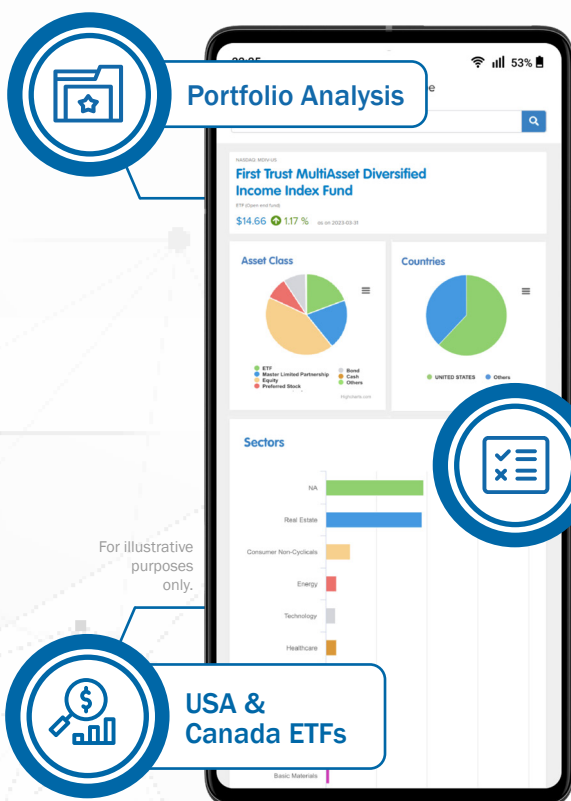 53%
Portfolio Analysis
e
NASDAQ: MDIV-US
First Trust MultiAsset Diversified
Income Index Fund
ETF (Open-end fund)
$14.66 1.17 % as on 2023-03-31
Asset Class
Countries
ETF
Master Limited Partnership
Equity
Preferred Stock
Bond
Cash
Others
Highcharts.com
UNITED STATES
Others
Sectors
NA
Real Estate
Consumer Non-Cyclicals
Energy
Technology
Healthcare
For illustrative
purposes
only.
USA &
Canada ETFs
Basic Materials